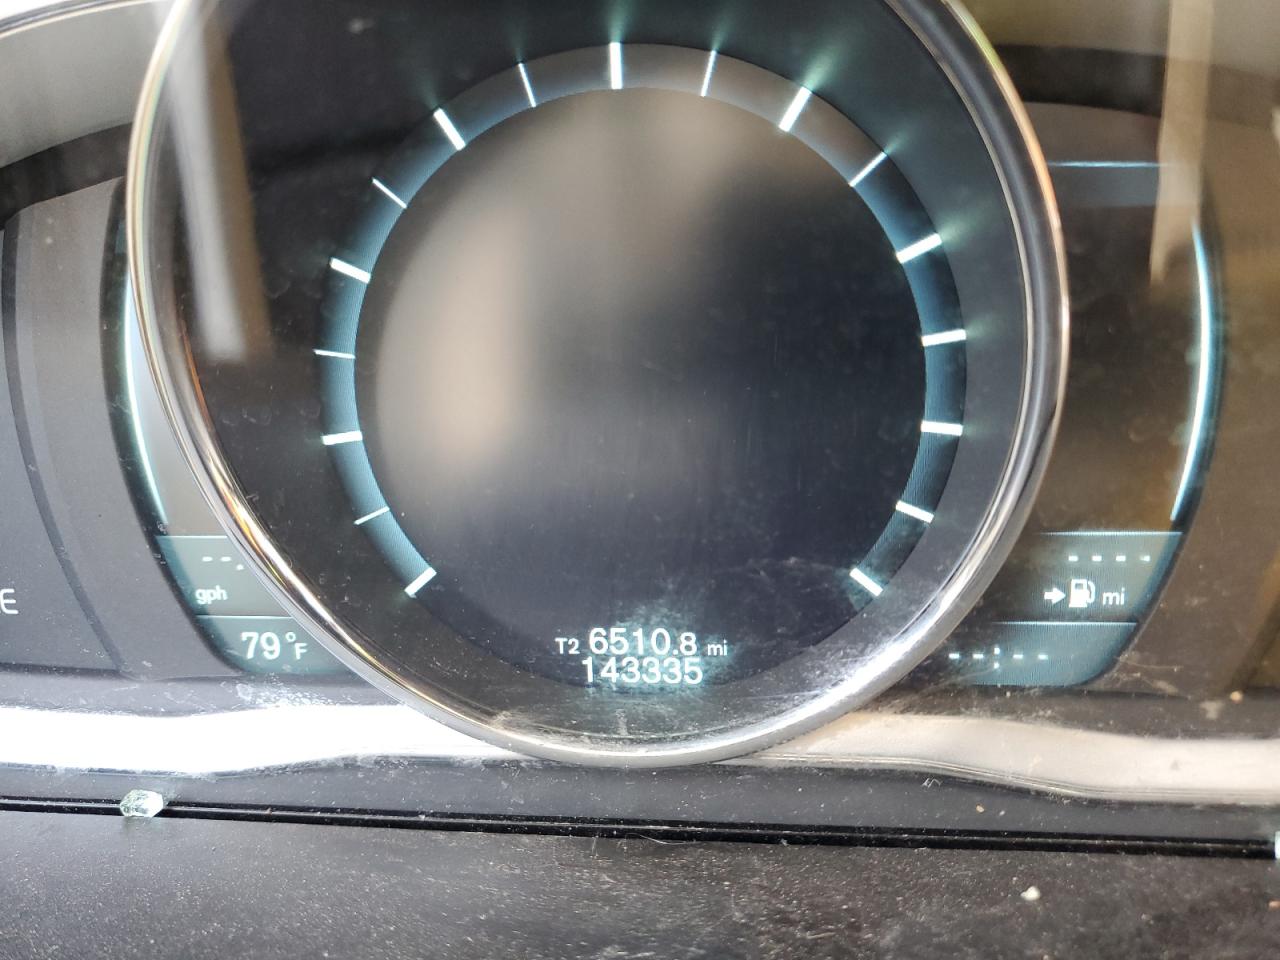 E
--.
gph
79°F
T2 6510.8 mi
143335
----
mi
--:--